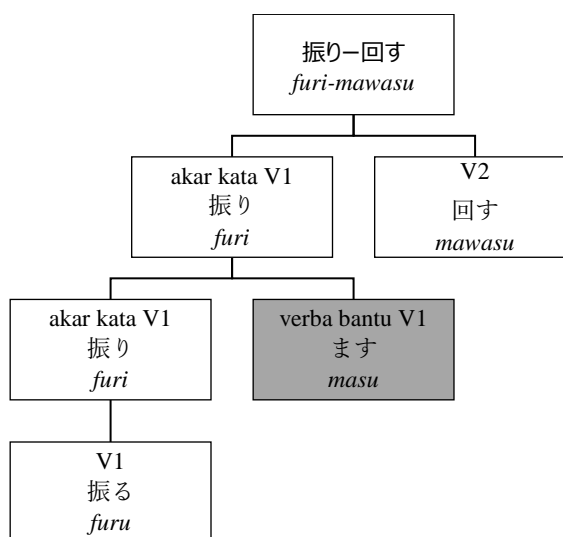 振り−回す
furi-mawasu
akar kata V1
振り
furi
V2
回す
mawasu
akar kata V1
振り
furi
verba bantu V1
ます
masu
V1
振る
furu